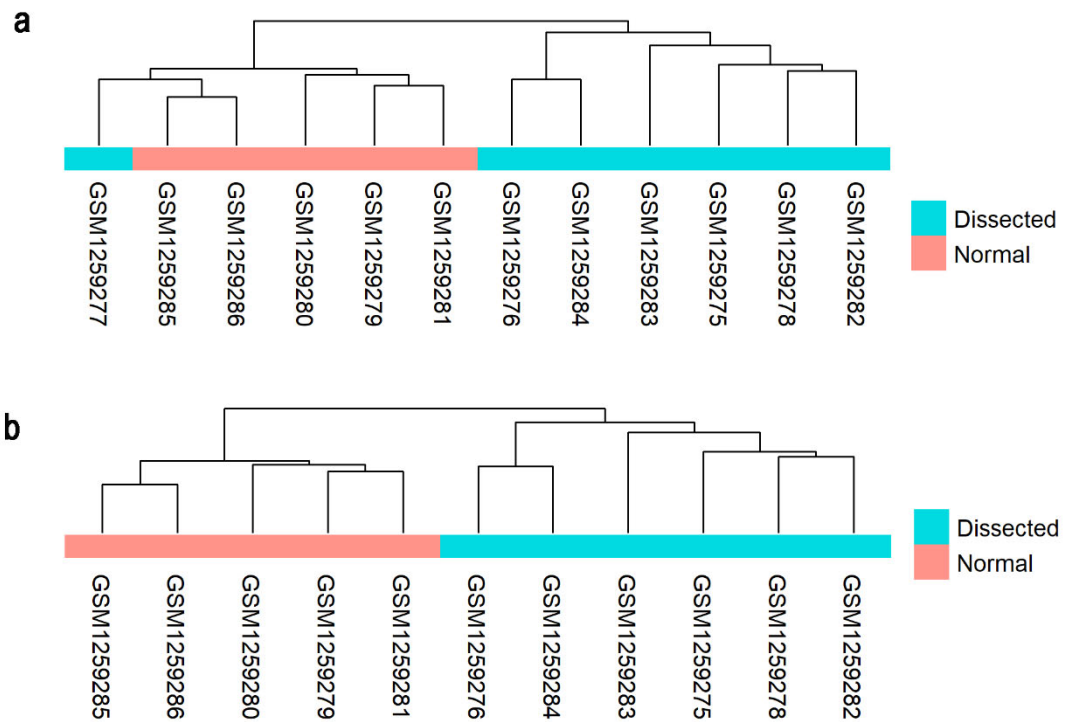 a
GSM1259277
GSM1259285
GSM1259286
GSM1259280
GSM1259279
GSM1259281
GSM1259276
GSM1259284
GSM1259283
GSM1259275
GSM1259278
GSM1259282
Dissected
Normal
b
GSM1259285
GSM1259286
GSM1259280
GSM1259279
GSM1259281
GSM1259276
GSM1259284
GSM1259283
GSM1259275
GSM1259278
GSM1259282
Dissected
Normal